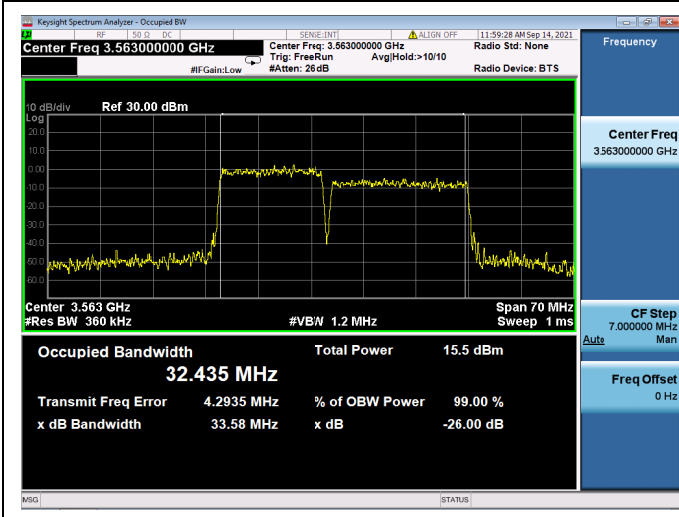 Keysight Spectrum Analyzer - Occupied BW
RF 50 Ω DC SENSE:INT ALIGN OFF 11:59:28 AM Sep 14, 2021
Center Freq 3.563000000 GHz Center Freq: 3.563000000 GHz Radio Std: None Frequency
Trig: FreeRun Avg|Hold:>10/10
#IFGain:Low #Atten: 26 dB Radio Device: BTS
10 dB/div Ref 30.00 dBm
Log
20.0
10.0
0.00
-10.0
-20.0
-30.0
-40.0
-50.0
-60.0
Center 3.563 GHz Span 70 MHz
#Res BW 360 kHz #VBW 1.2 MHz Sweep 1 ms
Occupied Bandwidth Total Power 15.5 dBm
32.435 MHz
Transmit Freq Error 4.2935 MHz % of OBW Power 99.00 %
x dB Bandwidth 33.58 MHz x dB -26.00 dB
Center Freq
3.563000000 GHz
CF Step
7.000000 MHz
Auto Man
Freq Offset
0 Hz
MSG STATUS